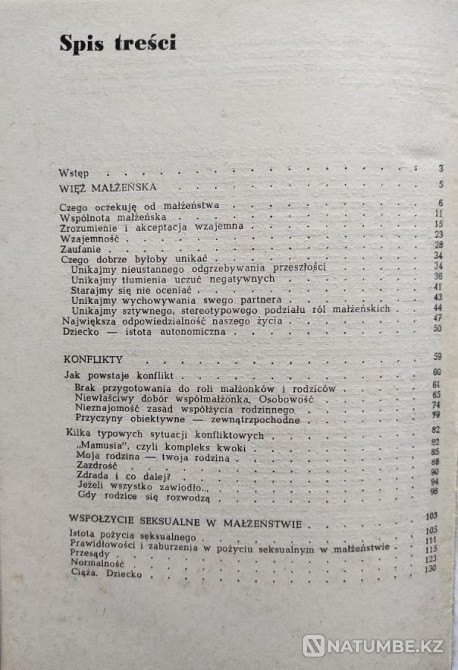 Spis treści
Wstęp . . . . . . . . . . 3
WIĘŹ MAŁŻEŃSKA . . . . . . . . . . 5
Czego oczekuję od małżeństwa . . . . . . . . . . 6
Wspólnota małżeńska . . . . . . . . . . 11
Zrozumienie i akceptacja wzajemna . . . . . . . . . . 15
Wzajemność . . . . . . . . . . 23
Zaufanie . . . . . . . . . . 28
Czego dobrze byłoby unikać . . . . . . . . . . 34
Unikajmy nieustannego odgrzebywania przeszłości . . . . . 34
Unikajmy tłumienia uczuć negatywnych . . . . . 36
Starajmy się nie oceniać . . . . . . . . . . 41
Unikajmy wychowywania swego partnera . . . . . 43
Unikajmy sztywnego, stereotypowego podziału ról małżeńskich . 44
Największa odpowiedzialność naszego życia . . . . . 47
Dziecko — istota autonomiczna . . . . . . . . . . 50
KONFLIKTY . . . . . . . . . . 59
Jak powstaje konflikt . . . . . . . . . . 60
Brak przygotowania do roli małżonków i rodziców . . . . . 61
Niewłaściwy dobór współmałżonka, Osobowość . . . . . 65
Nieznajomość zasad współżycia rodzinnego . . . . . 74
Przyczyny obiektywne — zewnątrzpochodne . . . . . 79
Kilka typowych sytuacji konfliktowych . . . . . 82
„Mamusia", czyli kompleks kwoki . . . . . 82
Moja rodzina — twoja rodzina . . . . . 85
Zazdrość . . . . . . . . . . 88
Zdrada i co dalej? . . . . . . . . . . 90
Jeżeli wszystko zawiodło... . . . . . . . . . . 94
Gdy rodzice się rozwodzą . . . . . . . . . . 98
WSPÓŁŻYCIE SEKSUALNE W MAŁŻEŃSTWIE . . . . . 103
Istota pożycia seksualnego . . . . . . . . . . 105
Prawidłowości i zaburzenia w pożyciu seksualnym w małżeństwie . 111
Przesądy . . . . . . . . . . 115
Normalność . . . . . . . . . . 123
Ciąża. Dziecko . . . . . . . . . . 130
NATUMBE.KZ